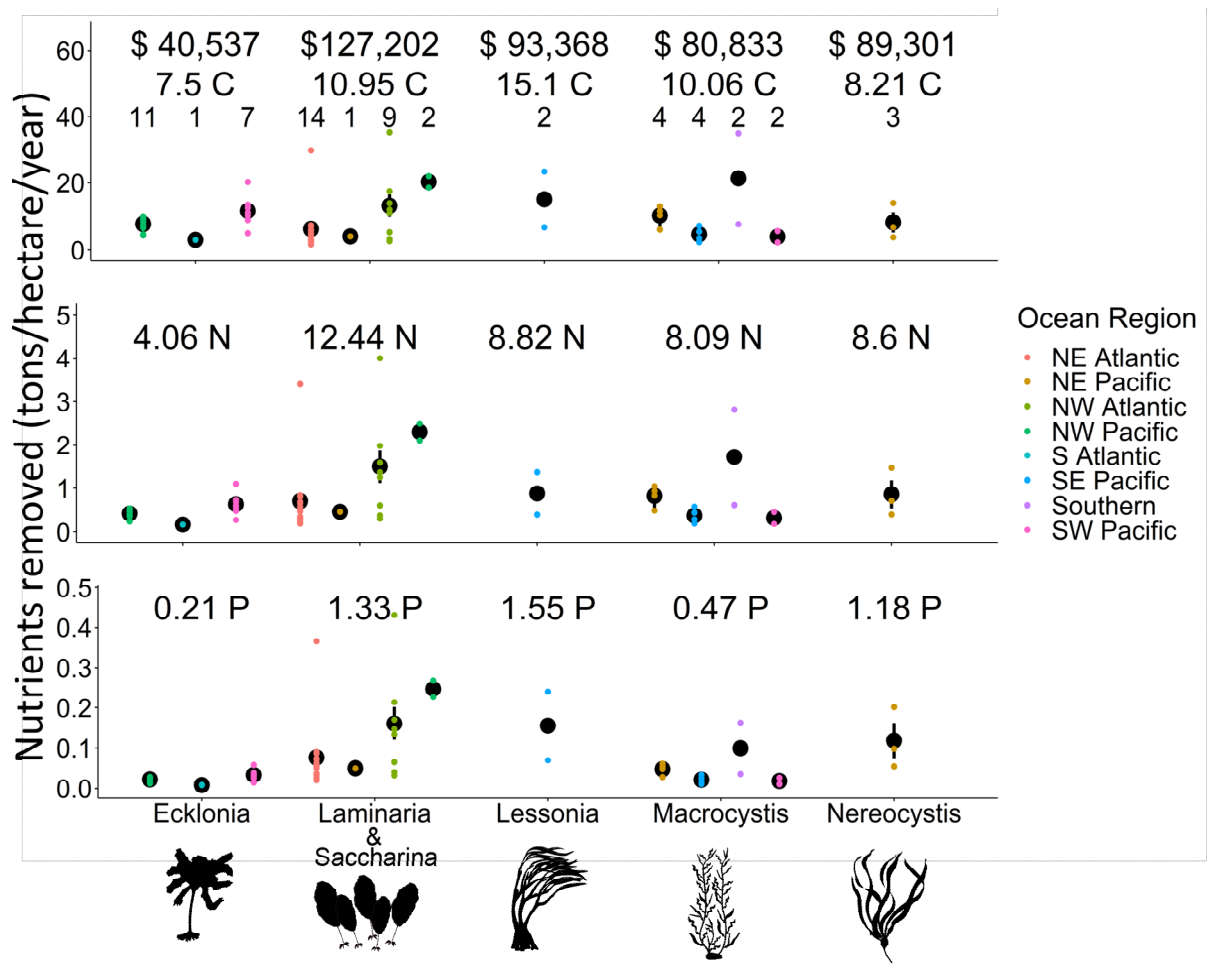 Nutrients removed (tons/hectare/year)
$ 40,537 $127,202 $ 93,368 $ 80,833 $ 89,301
7.5 C 10.95 C 15.1 C 10.06 C 8.21 C
11 1 7 14 1 9 2 2 4 4 2 2 3
60
40
20
0
4.06 N 12.44 N 8.82 N 8.09 N 8.6 N
5
4
3
2
1
0
0.21 P 1.33 P 1.55 P 0.47 P 1.18 P
0.5
0.4
0.3
0.2
0.1
0.0
Ecklonia Laminaria Lessonia Macrocystis Nereocystis
&
Saccharina
Ocean Region
NE Atlantic
NE Pacific
NW Atlantic
NW Pacific
S Atlantic
SE Pacific
Southern
SW Pacific